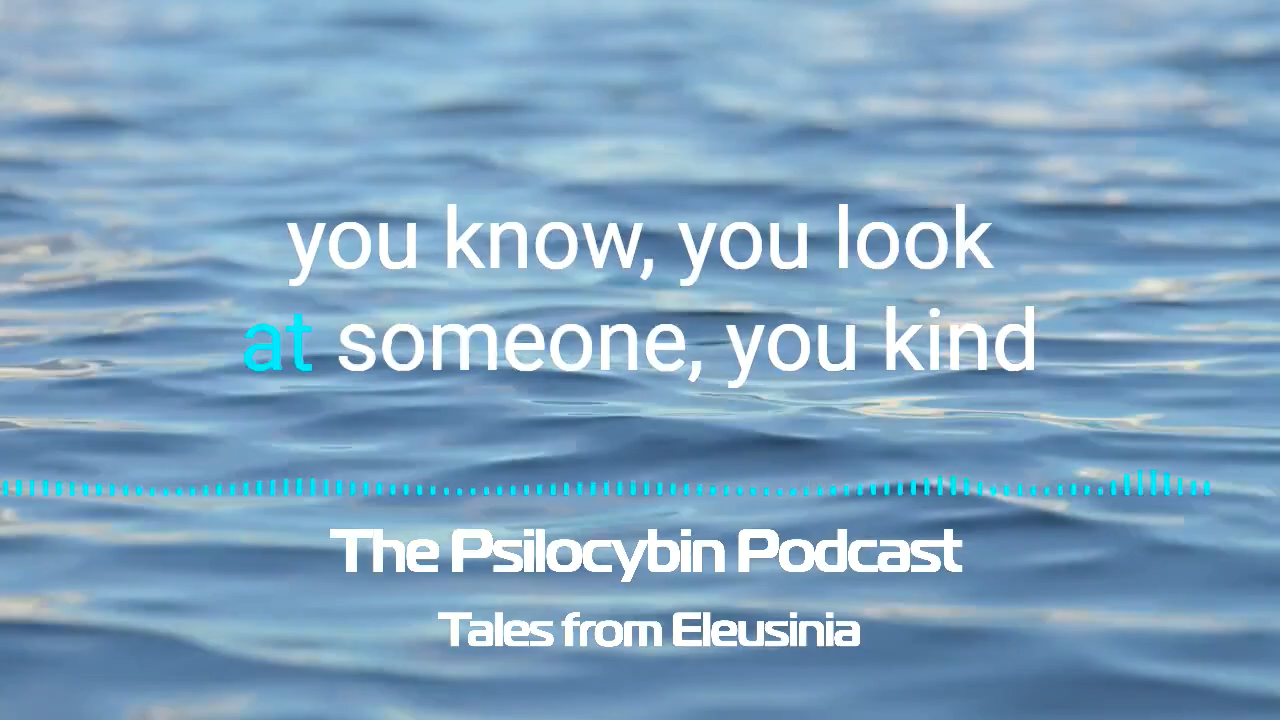 you know, you look
at someone, you kind
The Psilocybin Podcast
Tales from Eleusinia